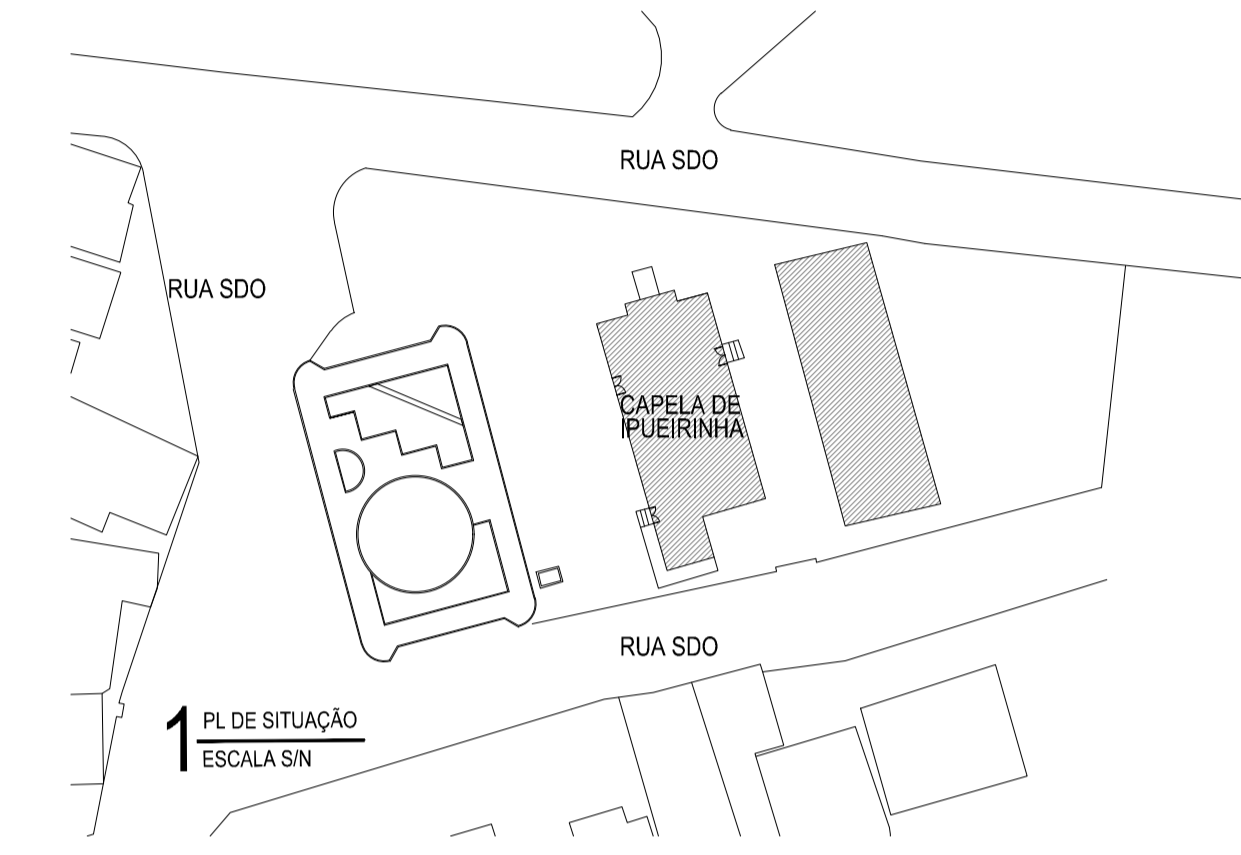 RUA SDO
RUA SDO
CAPELA DE
IPUEIRINHA
RUA SDO
1 PL DE SITUAÇÃO
ESCALA S/N